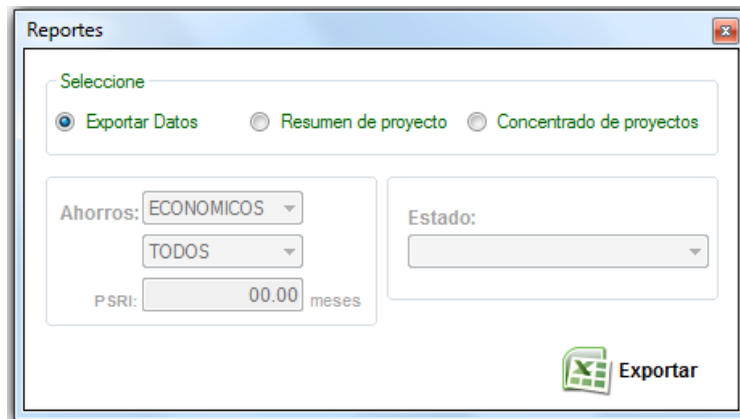 Reportes
Seleccione
Exportar Datos Resumen de proyecto Concentrado de proyectos
Ahorros: ECONOMICOS
TODOS
PSRI: 00.00 meses
Estado:
Exportar